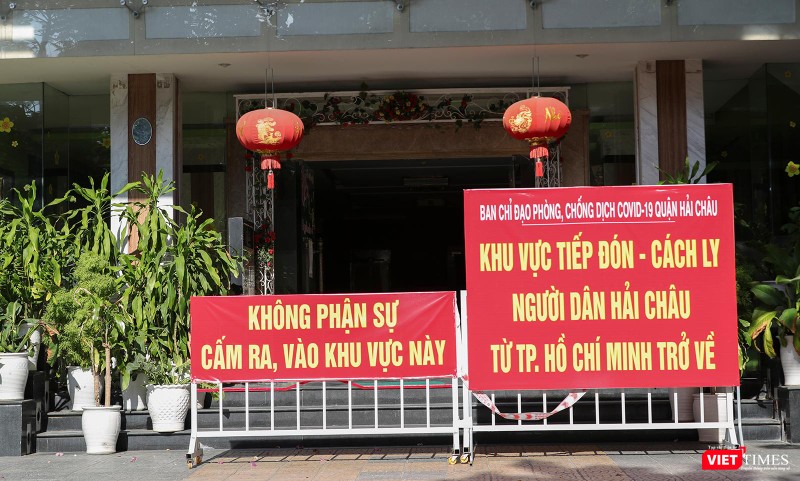 BAN CHỈ ĐẠO PHÒNG, CHỐNG DỊCH COVID-19 QUẬN HẢI CHÂU
KHU VỰC TIẾP ĐÓN - CÁCH LY
NGƯỜI DÂN HẢI CHÂU
TỪ TP. HỒ CHÍ MINH TRỞ VỀ
KHÔNG PHẬN SỰ
CẤM RA, VÀO KHU VỰC NÀY
VIETTIMES